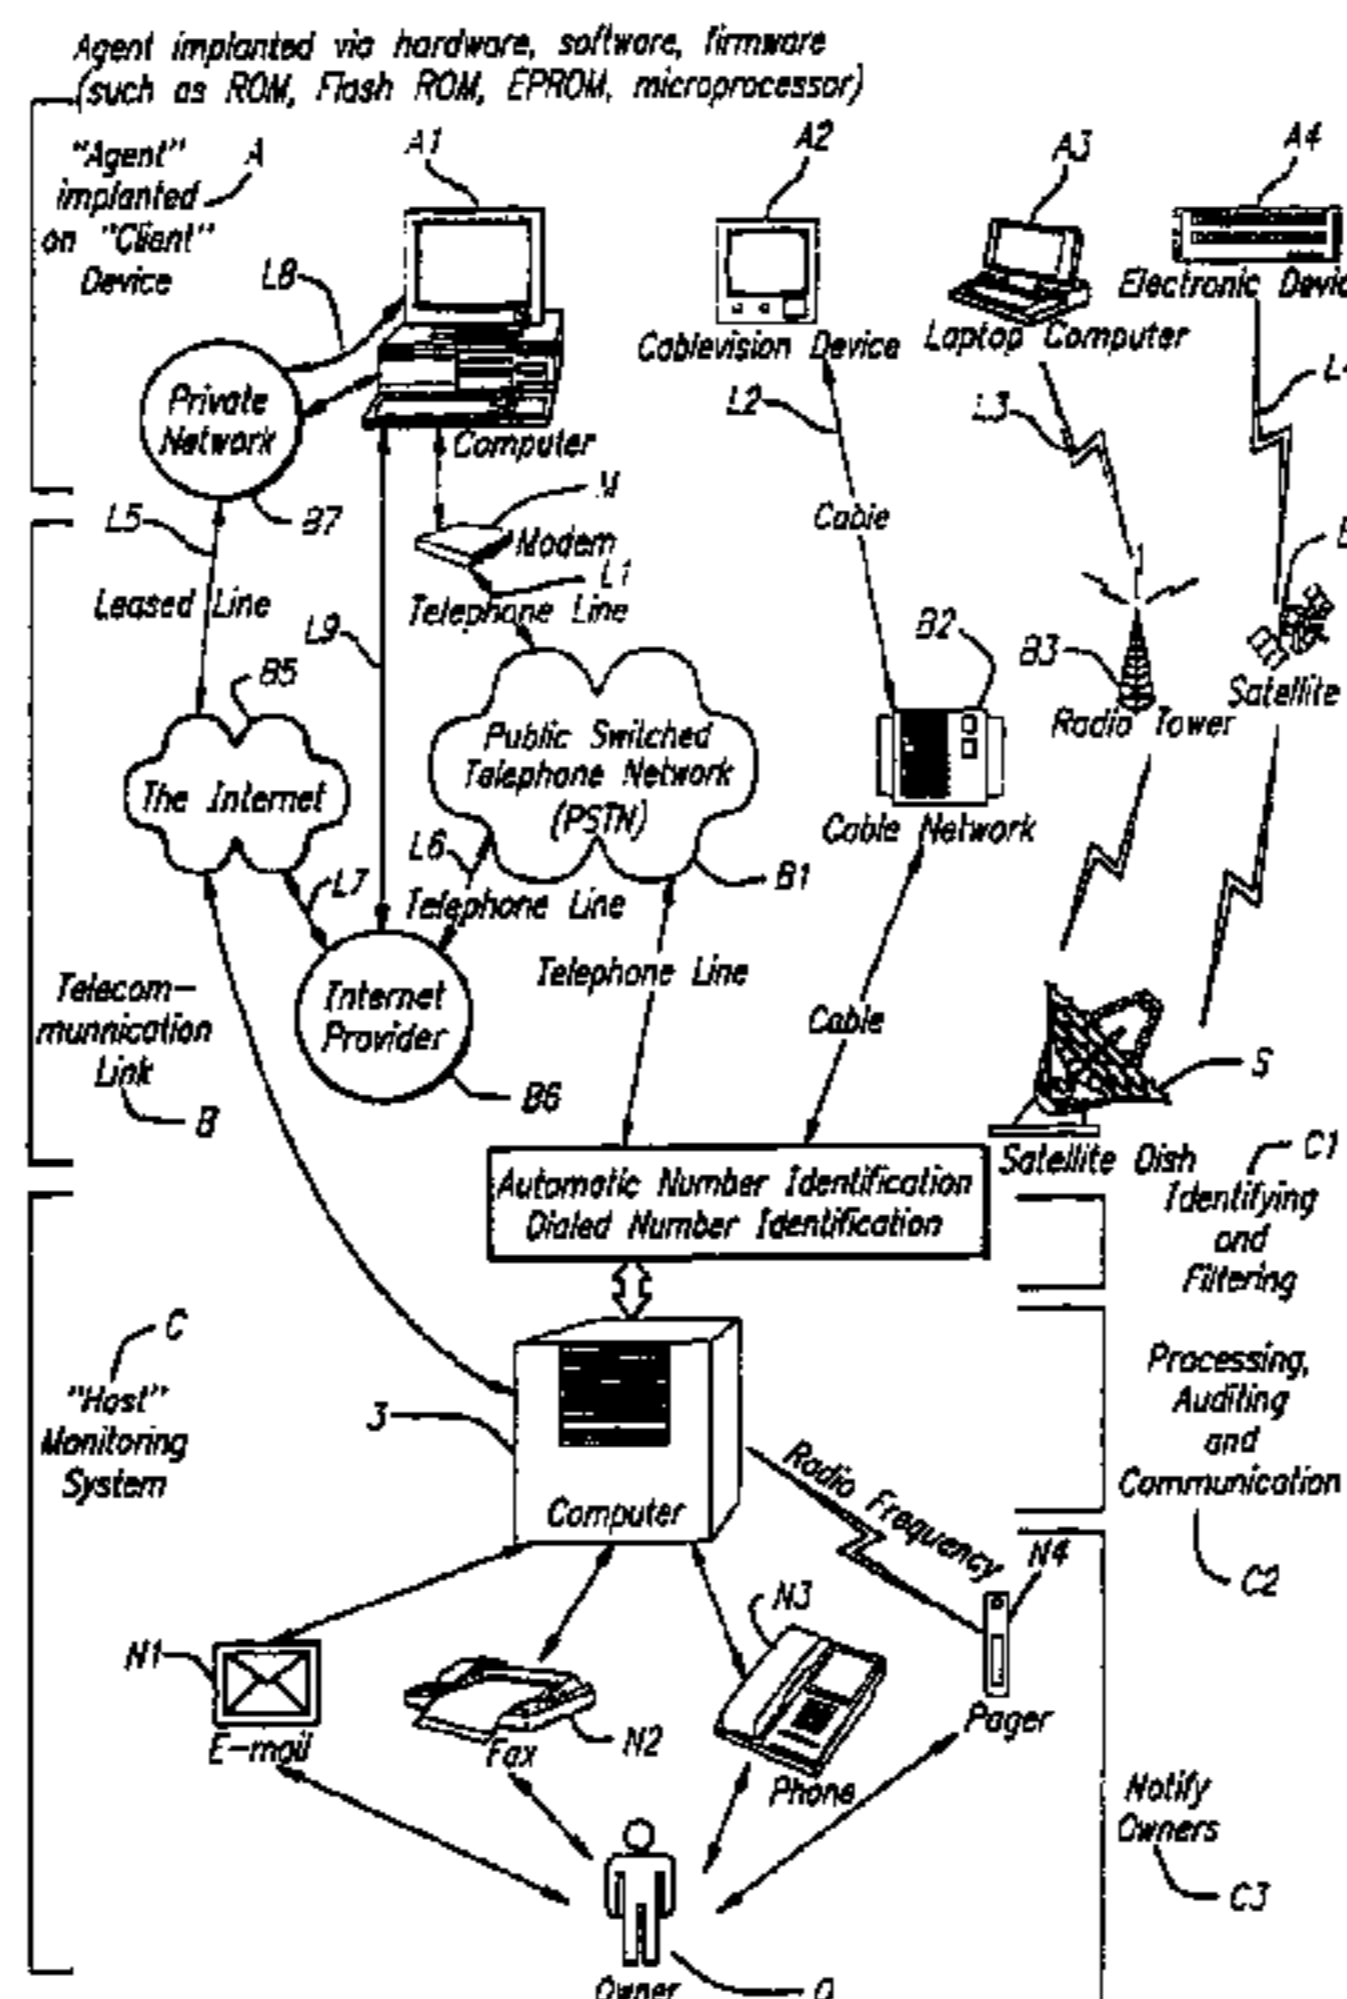 Agent implanted via hardware, software, firmware
(such as ROM, Flash ROM, EPROM, microprocessor)
"Agent"
implanted
on "Client"
Device
A
A1
A2
A3
A4
L8
Private
Network
Computer
Cablevision Device
Laptop Computer
Electronic
L2
L3
L5
B7
M
Modem
L1
Cable
Leased Line
Telephone Line
L9
B2
B3
B5
Radio Tower
Satellite
The Internet
Public Switched
Telephone Network
(PSTN)
Cable Network
L6
L7
B1
Telephone Line
Telephone Line
Telecom-
munnication
Link
B
Internet
Provider
B6
Cable
S
Satellite Dish
Automatic Number Identification
Dialed Number Identification
C1
Identifying
and
Filtering
C
"Host"
Monitoring
System
3
Computer
Radio Frequency
Processing,
Auditing
and
Communication
C2
N1
E-mail
N2
Fax
N3
Phone
N4
Pager
Notify
Owners
C3
Owner
O